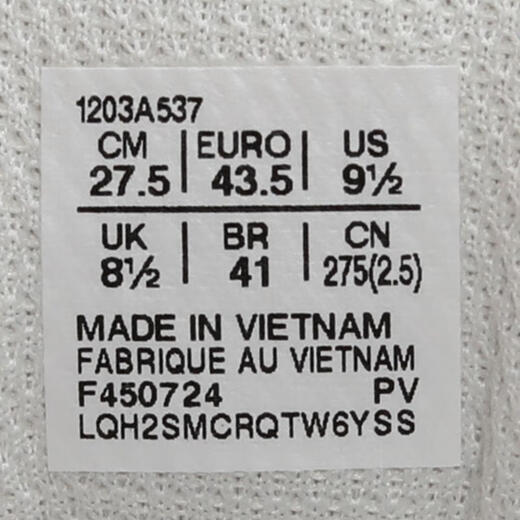 1203A537
CM | EURO | US
27.5 | 43.5 | 9½
UK | BR | CN
8½ | 41 | 275(2.5)
MADE IN VIETNAM
FABRIQUE AU VIETNAM
F450724 PV
LQH2SMCRQTW6YSS